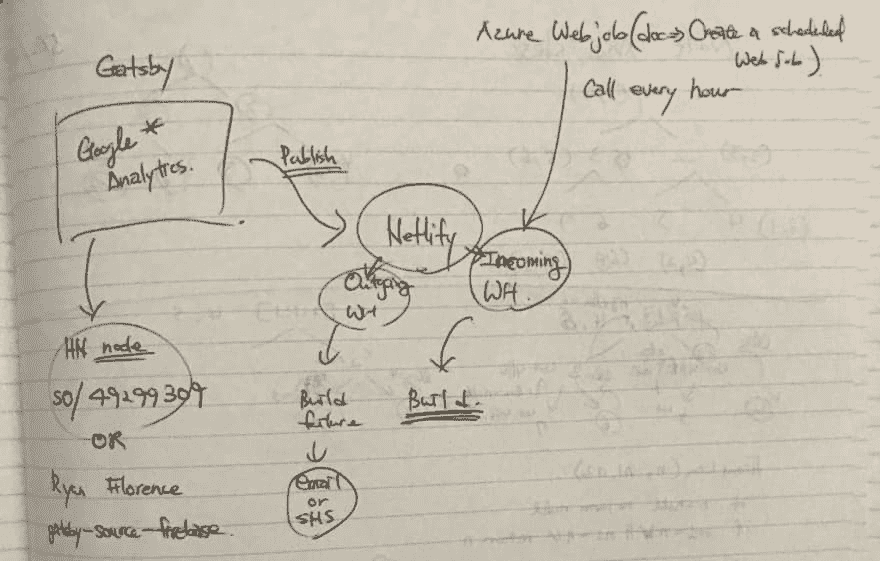 Gatsby
Google *
Analytics.
Publish
Azure Webjob (doc => Create a scheduled
Web Job)
Call every hour
Netlify
Outgoing
WH
Incoming
WH.
HN node
SO/49299309
OR
Ryan Florence
gatsby-source-firebase.
Build
failure
email
or
SMS
Build.